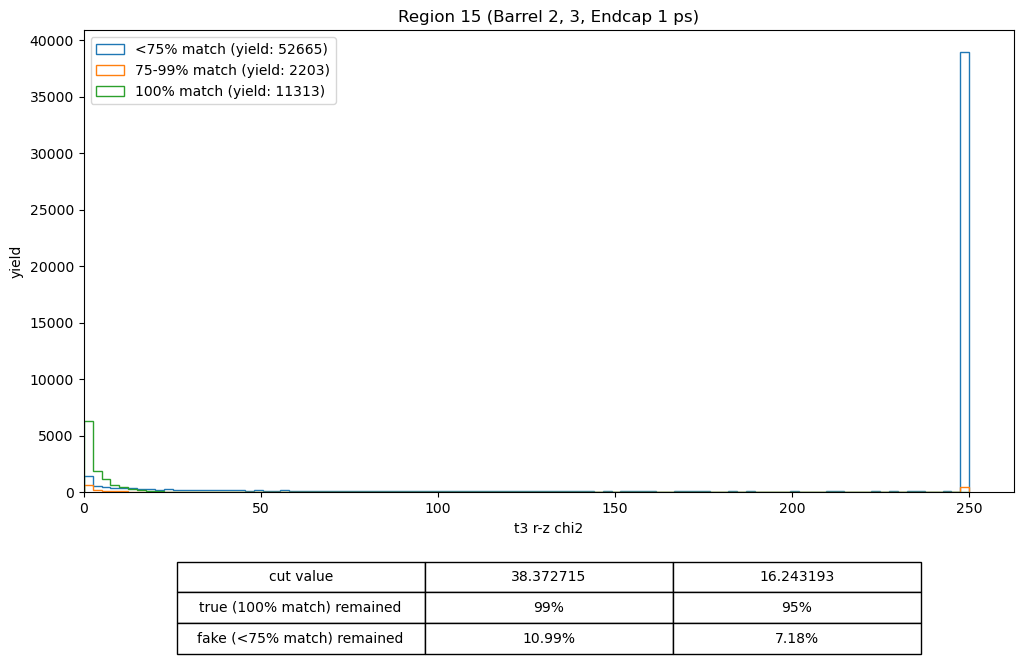 Region 15 (Barrel 2, 3, Endcap 1 ps)
<75% match (yield: 52665)
75-99% match (yield: 2203)
100% match (yield: 11313)
40000
35000
30000
25000
20000
15000
10000
5000
0
yield
0 50 100 150 200 250
t3 r-z chi2
cut value 38.372715 16.243193
true (100% match) remained 99% 95%
fake (<75% match) remained 10.99% 7.18%